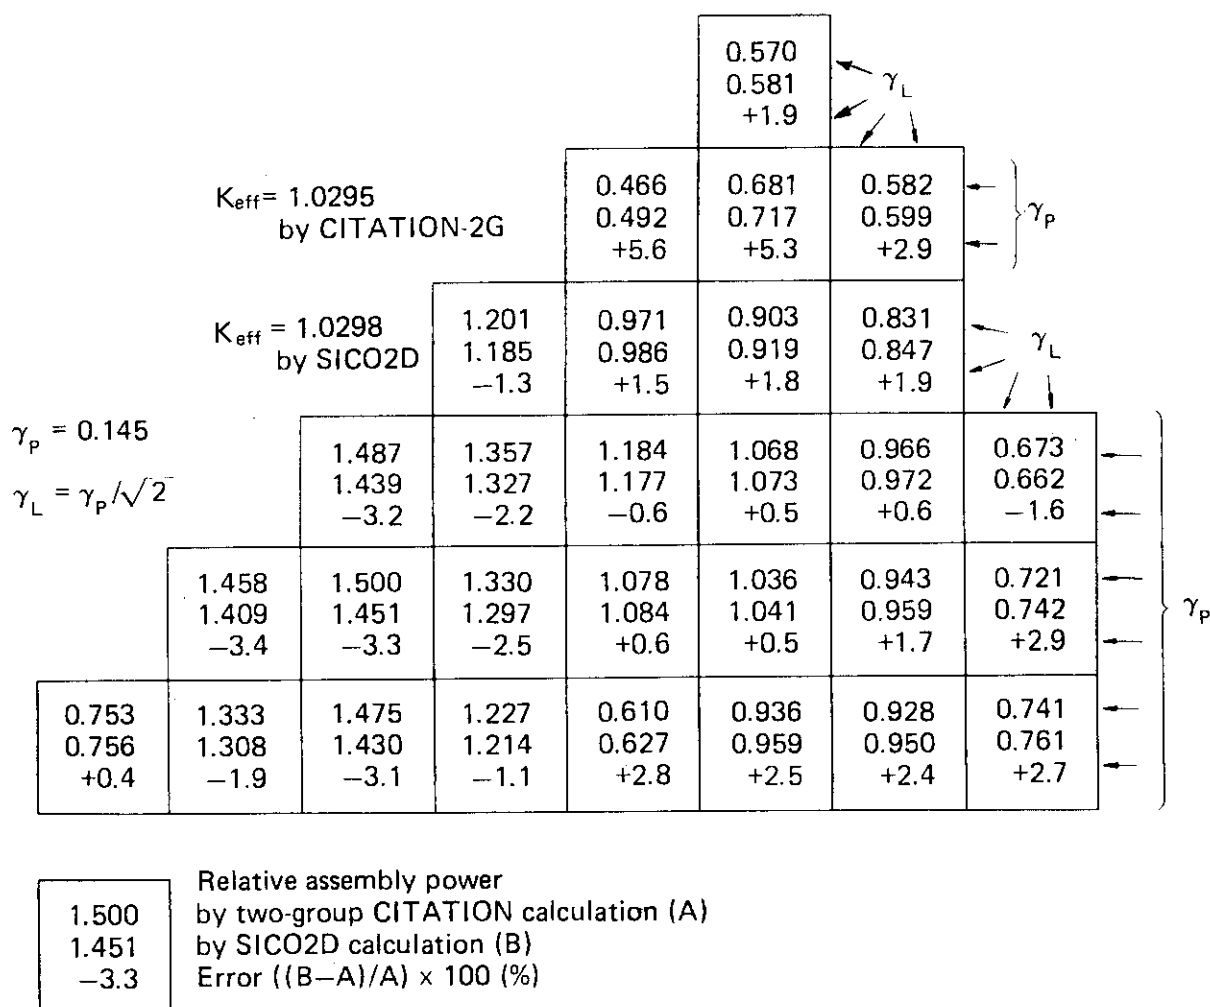 0.570
0.581
+1.9
γL
Keff= 1.0295
by CITATION-2G
0.466 0.681 0.582
0.492 0.717 0.599
+5.6 +5.3 +2.9
γP
Keff = 1.0298
by SICO2D
1.201 0.971 0.903 0.831
1.185 0.986 0.919 0.847
−1.3 +1.5 +1.8 +1.9
γL
γp = 0.145
γL = γp/√2
1.487 1.357 1.184 1.068 0.966 0.673
1.439 1.327 1.177 1.073 0.972 0.662
−3.2 −2.2 −0.6 +0.5 +0.6 −1.6
1.458 1.500 1.330 1.078 1.036 0.943 0.721
1.409 1.451 1.297 1.084 1.041 0.959 0.742
−3.4 −3.3 −2.5 +0.6 +0.5 +1.7 +2.9
γP
0.753 1.333 1.475 1.227 0.610 0.936 0.928 0.741
0.756 1.308 1.430 1.214 0.627 0.959 0.950 0.761
+0.4 −1.9 −3.1 −1.1 +2.8 +2.5 +2.4 +2.7
Relative assembly power
1.500 by two-group CITATION calculation (A)
1.451 by SICO2D calculation (B)
−3.3 Error ((B−A)/A) × 100 (%)